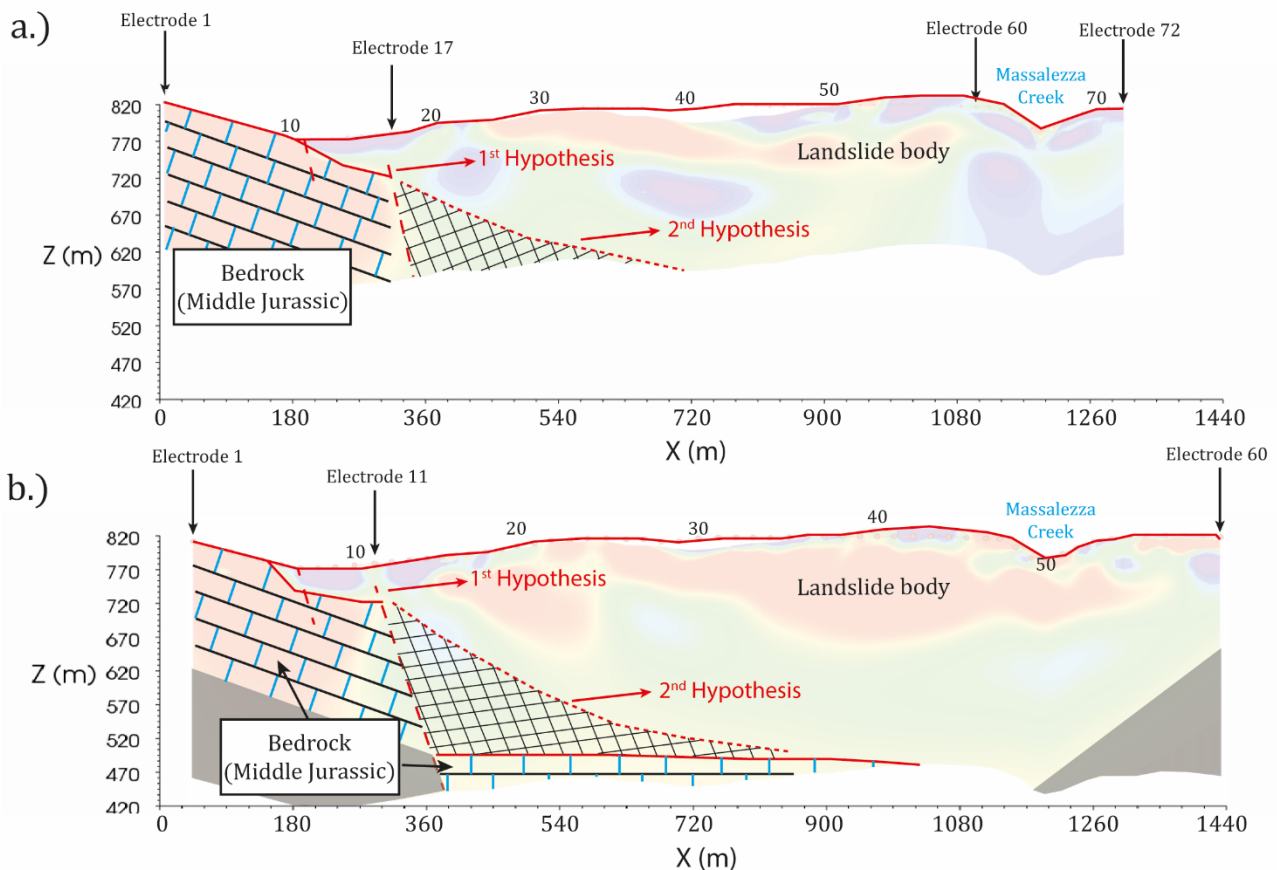 a.)
Electrode 1
Electrode 17
Electrode 60
Electrode 72
Massalezza
Creek
10
20
30
40
50
70
820
770
720
670
620
570
520
470
420
Z (m)
1st Hypothesis
2nd Hypothesis
Landslide body
Bedrock
(Middle Jurassic)
0
180
360
540
720
900
1080
1260
1440
X (m)
b.)
Electrode 1
Electrode 11
Electrode 60
Massalezza
Creek
10
20
30
40
50
820
770
720
670
620
570
520
470
420
Z (m)
1st Hypothesis
2nd Hypothesis
Landslide body
Bedrock
(Middle Jurassic)
0
180
360
540
720
900
1080
1260
1440
X (m)